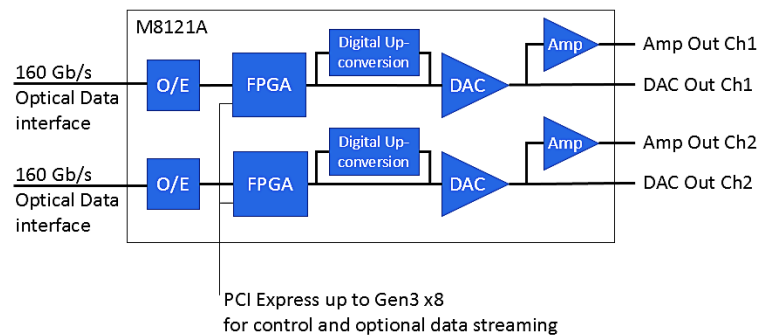 M8121A
160 Gb/s
Optical Data
interface
O/E
FPGA
Digital Up-
conversion
DAC
Amp
Amp Out Ch1
DAC Out Ch1
160 Gb/s
Optical Data
interface
O/E
FPGA
Digital Up-
conversion
DAC
Amp
Amp Out Ch2
DAC Out Ch2
PCI Express up to Gen3 x8
for control and optional data streaming